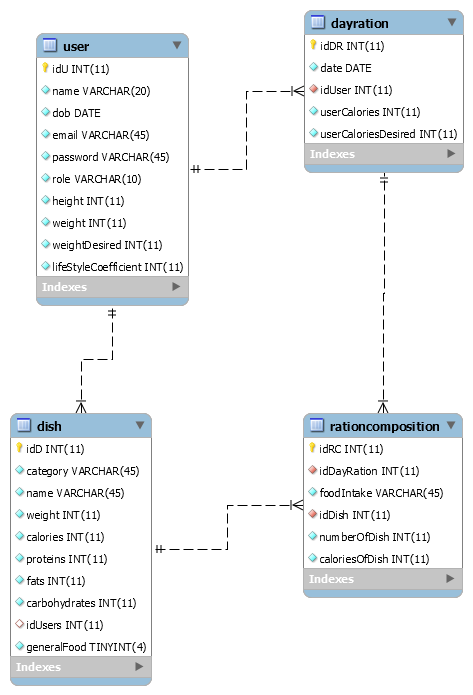 user
idU INT(11)
name VARCHAR(20)
dob DATE
email VARCHAR(45)
password VARCHAR(45)
role VARCHAR(10)
height INT(11)
weight INT(11)
weightDesired INT(11)
lifeStyleCoefficient INT(11)
Indexes
dayration
idDR INT(11)
date DATE
idUser INT(11)
userCalories INT(11)
userCaloriesDesired INT(11)
Indexes
dish
idD INT(11)
category VARCHAR(45)
name VARCHAR(45)
weight INT(11)
calories INT(11)
proteins INT(11)
fats INT(11)
carbohydrates INT(11)
idUsers INT(11)
generalFood TINYINT(4)
Indexes
rationcomposition
idRC INT(11)
idDayRation INT(11)
foodIntake VARCHAR(45)
idDish INT(11)
numberOfDish INT(11)
caloriesOfDish INT(11)
Indexes